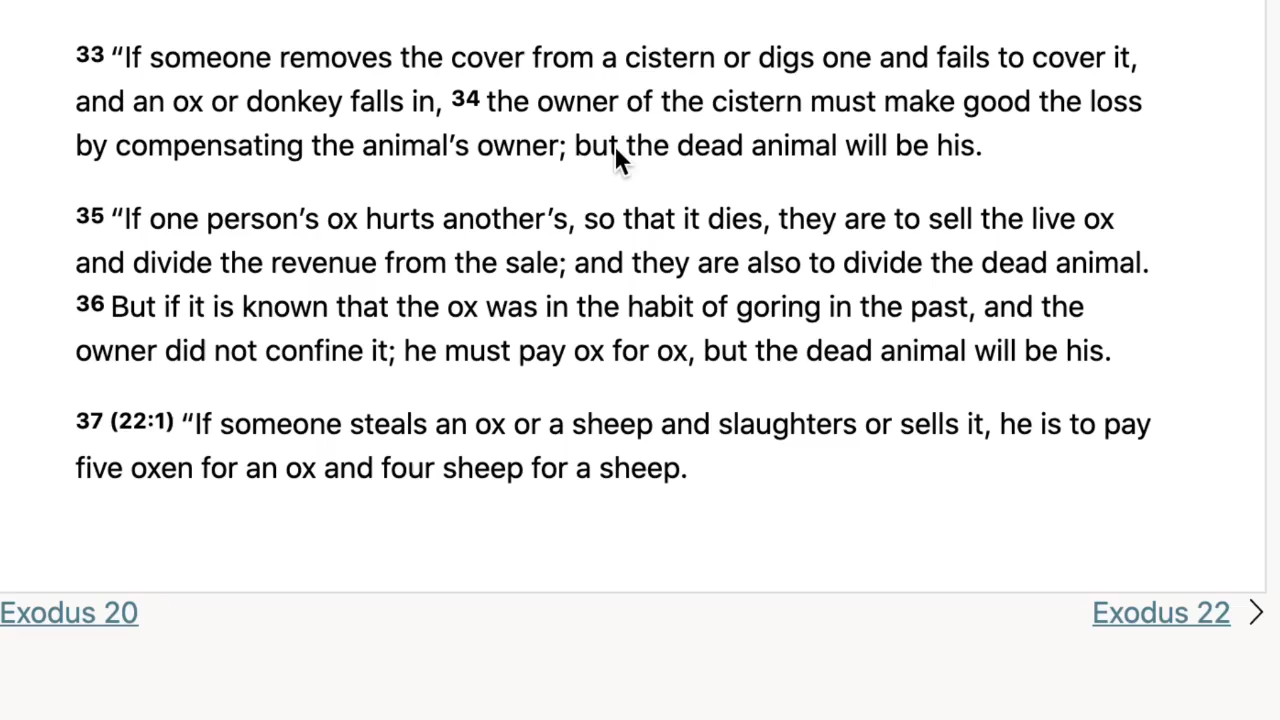 33 “If someone removes the cover from a cistern or digs one and fails to cover it,
and an ox or donkey falls in, 34 the owner of the cistern must make good the loss
by compensating the animal’s owner; but the dead animal will be his.
35 “If one person’s ox hurts another’s, so that it dies, they are to sell the live ox
and divide the revenue from the sale; and they are also to divide the dead animal.
36 But if it is known that the ox was in the habit of goring in the past, and the
owner did not confine it; he must pay ox for ox, but the dead animal will be his.
37 (22:1) “If someone steals an ox or a sheep and slaughters or sells it, he is to pay
five oxen for an ox and four sheep for a sheep.
Exodus 20
Exodus 22